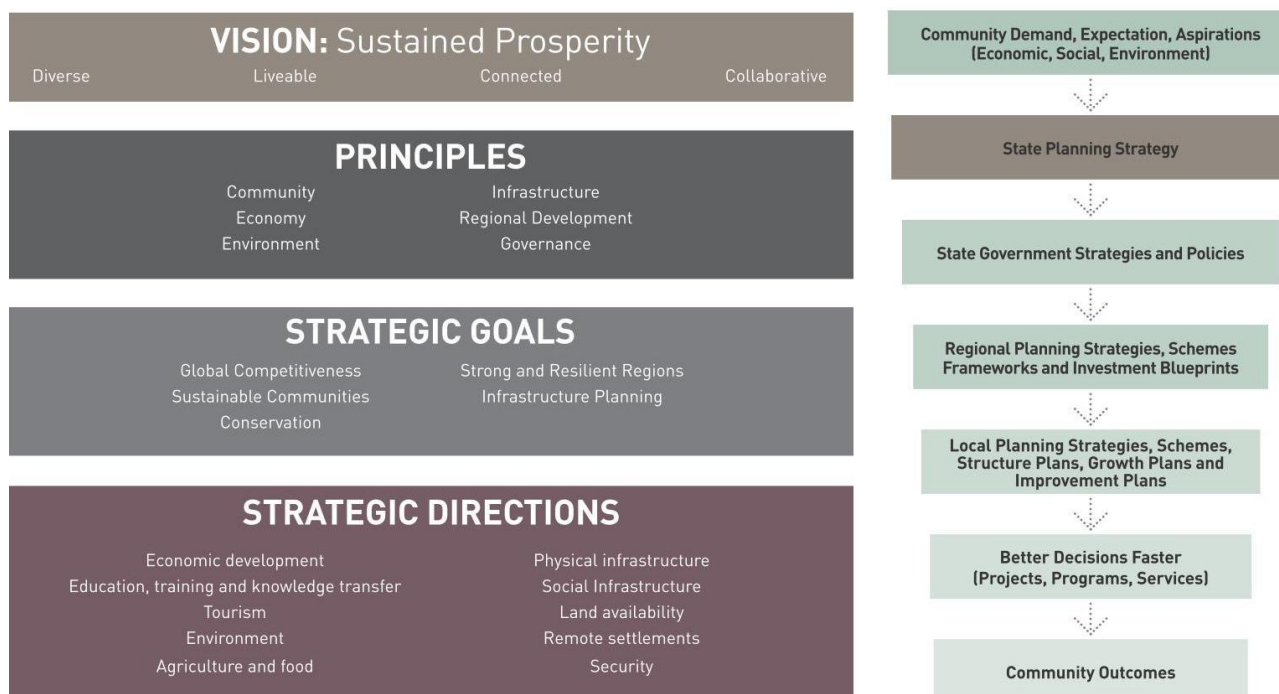 VISION: Sustained Prosperity
Diverse Liveable Connected Collaborative
PRINCIPLES
Community
Economy
Environment
Infrastructure
Regional Development
Governance
STRATEGIC GOALS
Global Competitiveness
Sustainable Communities
Conservation
Strong and Resilient Regions
Infrastructure Planning
STRATEGIC DIRECTIONS
Economic development
Education, training and knowledge transfer
Tourism
Environment
Agriculture and food
Physical infrastructure
Social Infrastructure
Land availability
Remote settlements
Security
Community Demand, Expectation, Aspirations
(Economic, Social, Environment)
State Planning Strategy
State Government Strategies and Policies
Regional Planning Strategies, Schemes
Frameworks and Investment Blueprints
Local Planning Strategies, Schemes,
Structure Plans, Growth Plans and
Improvement Plans
Better Decisions Faster
(Projects, Programs, Services)
Community Outcomes